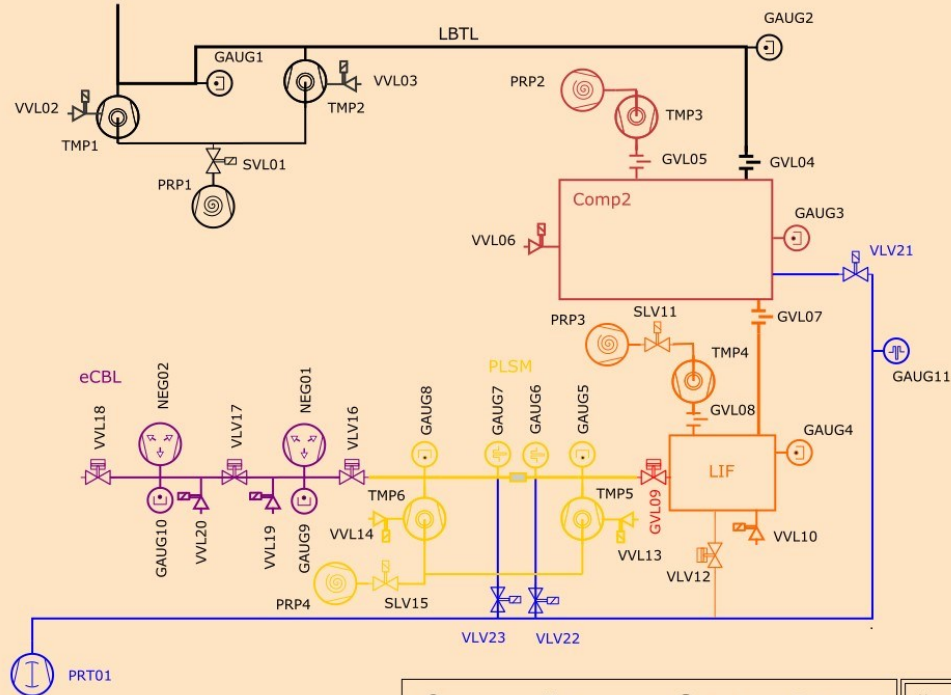 GAUG2
LBTL
GAUG1
PRP2
VVL03
VVL02
TMP2
TMP3
TMP1
SVL01
GVL05
GVL04
PRP1
Comp2
GAUG3
VVL06
VLV21
SLV11
PRP3
GVL07
TMP4
PLSM
eCBL
NEG02
NEG01
GAUG8
GAUG7
GAUG6
GAUG5
GAUG11
VVL18
VLV17
VLV16
GVL08
GAUG4
LIF
TMP6
TMP5
GVL09
GAUG10
VVL20
VVL19
GAUG9
VVL14
VVL13
VVL10
VLV12
PRP4
SLV15
VLV23
VLV22
PRT01